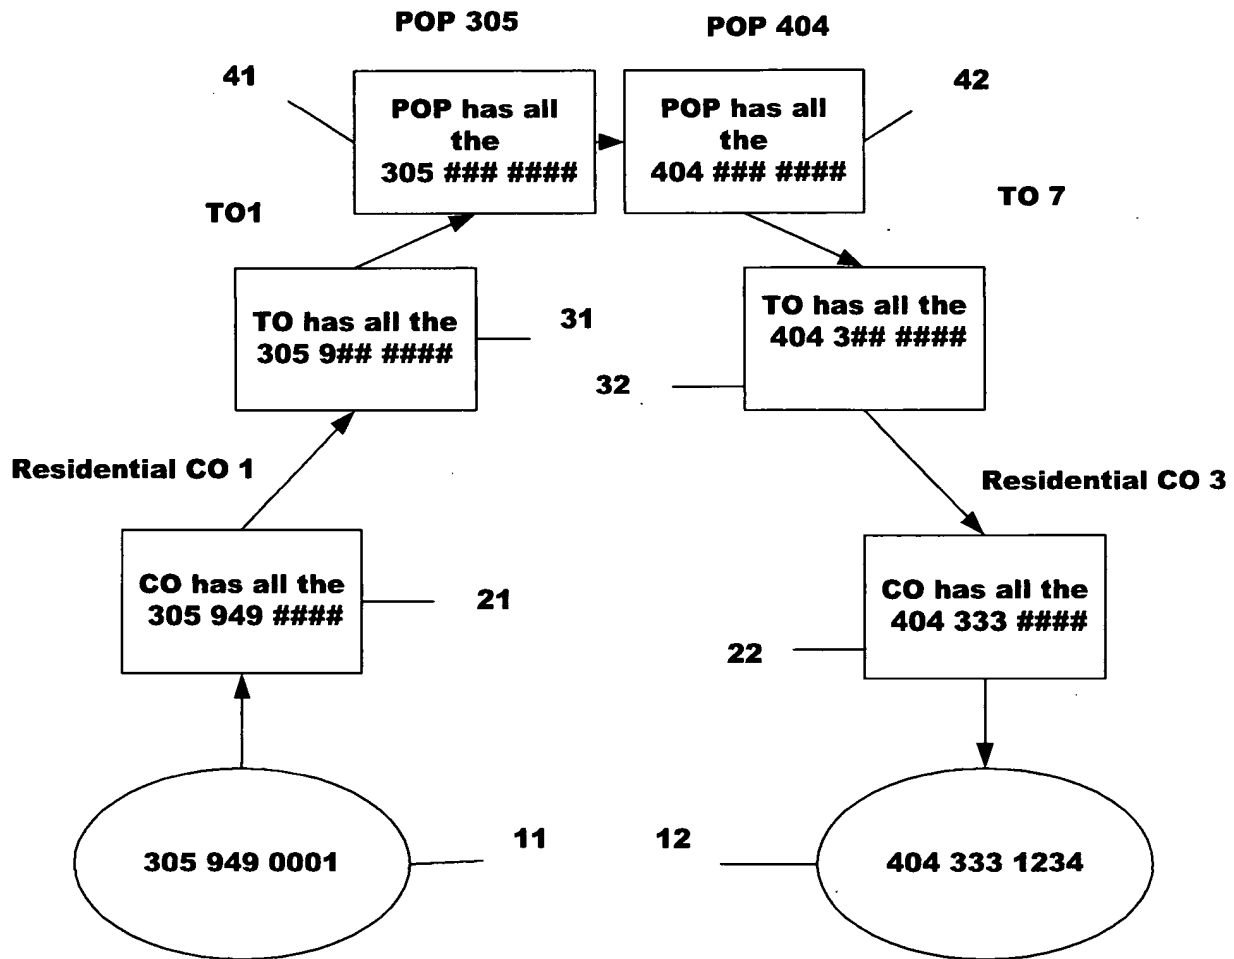 POP 305
POP 404
41
POP has all
the
305 ### ####
POP has all
the
404 ### ####
42
TO1
TO 7
TO has all the
305 9## ####
31
TO has all the
404 3## ####
32
Residential CO 1
Residential CO 3
CO has all the
305 949 ####
21
CO has all the
404 333 ####
22
305 949 0001
11
12
404 333 1234